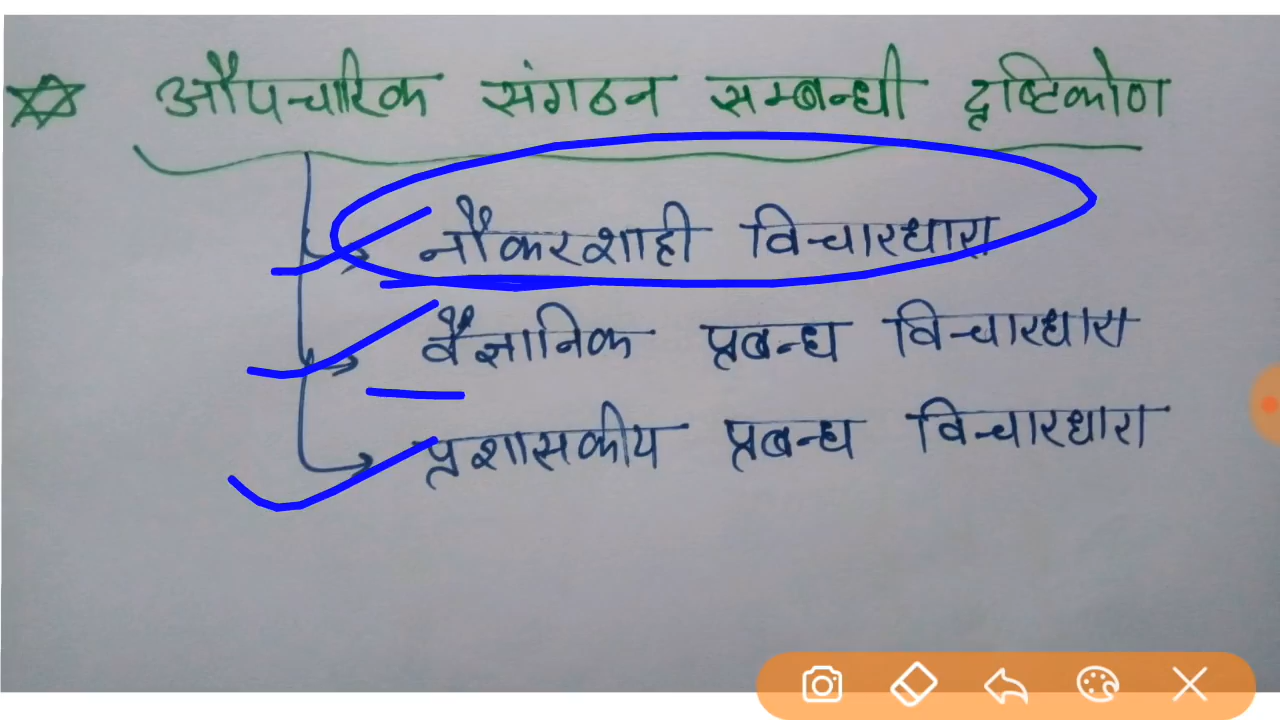 औपचारिक संगठन सम्बन्धी दृष्टिकोण
नौकरशाही विचारधारा
वैज्ञानिक प्रबन्ध विचारधारा
प्रशासकीय प्रबन्ध विचारधारा